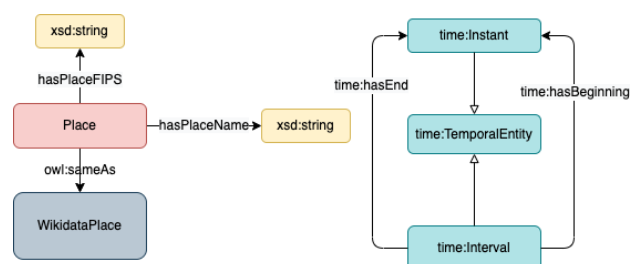 xsd:string
hasPlaceFIPS
Place
hasPlaceName
xsd:string
owl:sameAs
WikidataPlace
time:Instant
time:hasEnd
time:hasBeginning
time:TemporalEntity
time:Interval